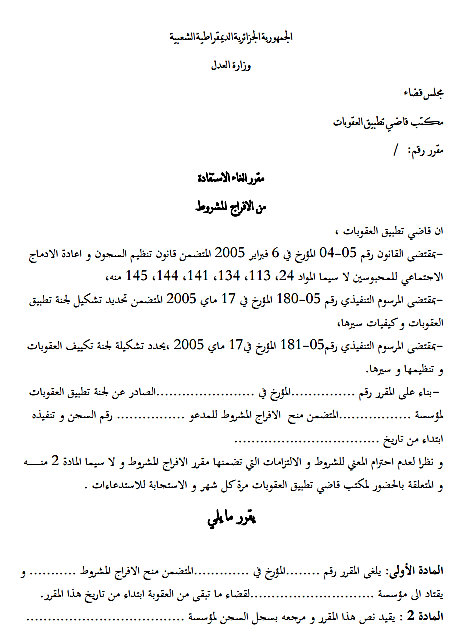 الجمهورية الجزائرية الديمقراطية الشعبية
وزارة العدل
مجلس قضاء
مكتب قاضي تطبيق العقوبات
مقرر رقم: /
مقرر الغاء الاستفادة
من الافراج المشروط
ان قاضي تطبيق العقوبات ،
-بمقتضى القانون رقم 05-04 المؤرخ في 6 فبراير 2005 المتضمن قانون تنظيم السجون و اعادة الادماج
الاجتماعي للمحبوسين لا سيما المواد 24، 113، 134، 141، 144، 145 منه،
-بمقتضى المرسوم التنفيذي رقم 05-180 المؤرخ في 17 ماي 2005 المتضمن تحديد تشكيل لجنة تطبيق
العقوبات و كيفيات سيرها،
-بمقتضى المرسوم التنفيذي رقم05-181 المؤرخ في17 ماي 2005 ،يحدد تشكيلة لجنة تكييف العقوبات
و تنظيمها و سيرها.
-بناء على المقرر رقم ...............المؤرخ في .......................الصادر عن لجنة تطبيق العقوبات
لمؤسسة .................المتضمن منح الافراج المشروط للمدعو ................ رقم السجن و تنفيذه
ابتداء من تاريخ ..................................
و نظرا لعدم احترام المعني للشروط و الالتزامات التي تضمنها مقرر الافراج المشروط و لا سيما المادة 2 منـــه
و المتعلقة بالحضور لمكتب قاضي تطبيق العقوبات مرة كل شهر و الاستجابة للاستدعاءات .
يقرر ما يلي
المادة الأولى: يلغى المقرر رقم ........المؤرخ في .............المتضمن منح الافراج المشروط ........... و
يقتاد الى مؤسسة ............................لقضاء ما تبقى من العقوبة ابتداء من تاريخ هذا المقرر.
المادة 2 : يقيد نص هذا المقرر و مرجعه بسجل السجن لمؤسسة .....................................